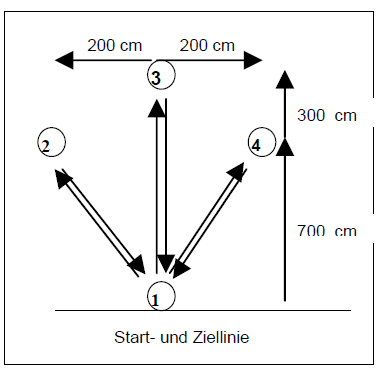 200 cm 200 cm
3
300 cm
2 4
700 cm
1
Start- und Ziellinie